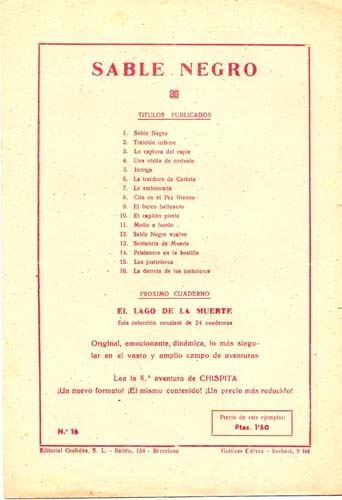 SABLE NEGRO
TITULOS PUBLICADOS
1. Sable Negro
2. Traición infame
3. La captura del espía
4. Una visita de cortesía
5. Intriga
6. La traidora de Carlota
7. La emboscada
8. Cita en el Pez Blanco
9. El barco ballenero
10. El capitán pirata
11. Motín a bordo
12. Sable Negro vuelve
13. Sentencia de Muerte
14. Prisionero en la bastilla
15. Los justicieros
16. La derrota de los justicieros
PROXIMO CUADERNO
EL LAGO DE LA MUERTE
Esta colección constará de 24 cuadernos
Original, emocionante, dinámica, lo más singu-
lar en el vasto y amplio campo de aventuras
Lea la 8.ª aventura de CHISPITA
¡Un nuevo formato! ¡El mismo contenido! ¡Un precio más reducido!
N.º 16
Precio de este ejemplar:
Ptas. 1'50
Editorial Grafidea, S. L. - Bailén, 154 - Barcelona
Gráficas Cálvez - 9 int